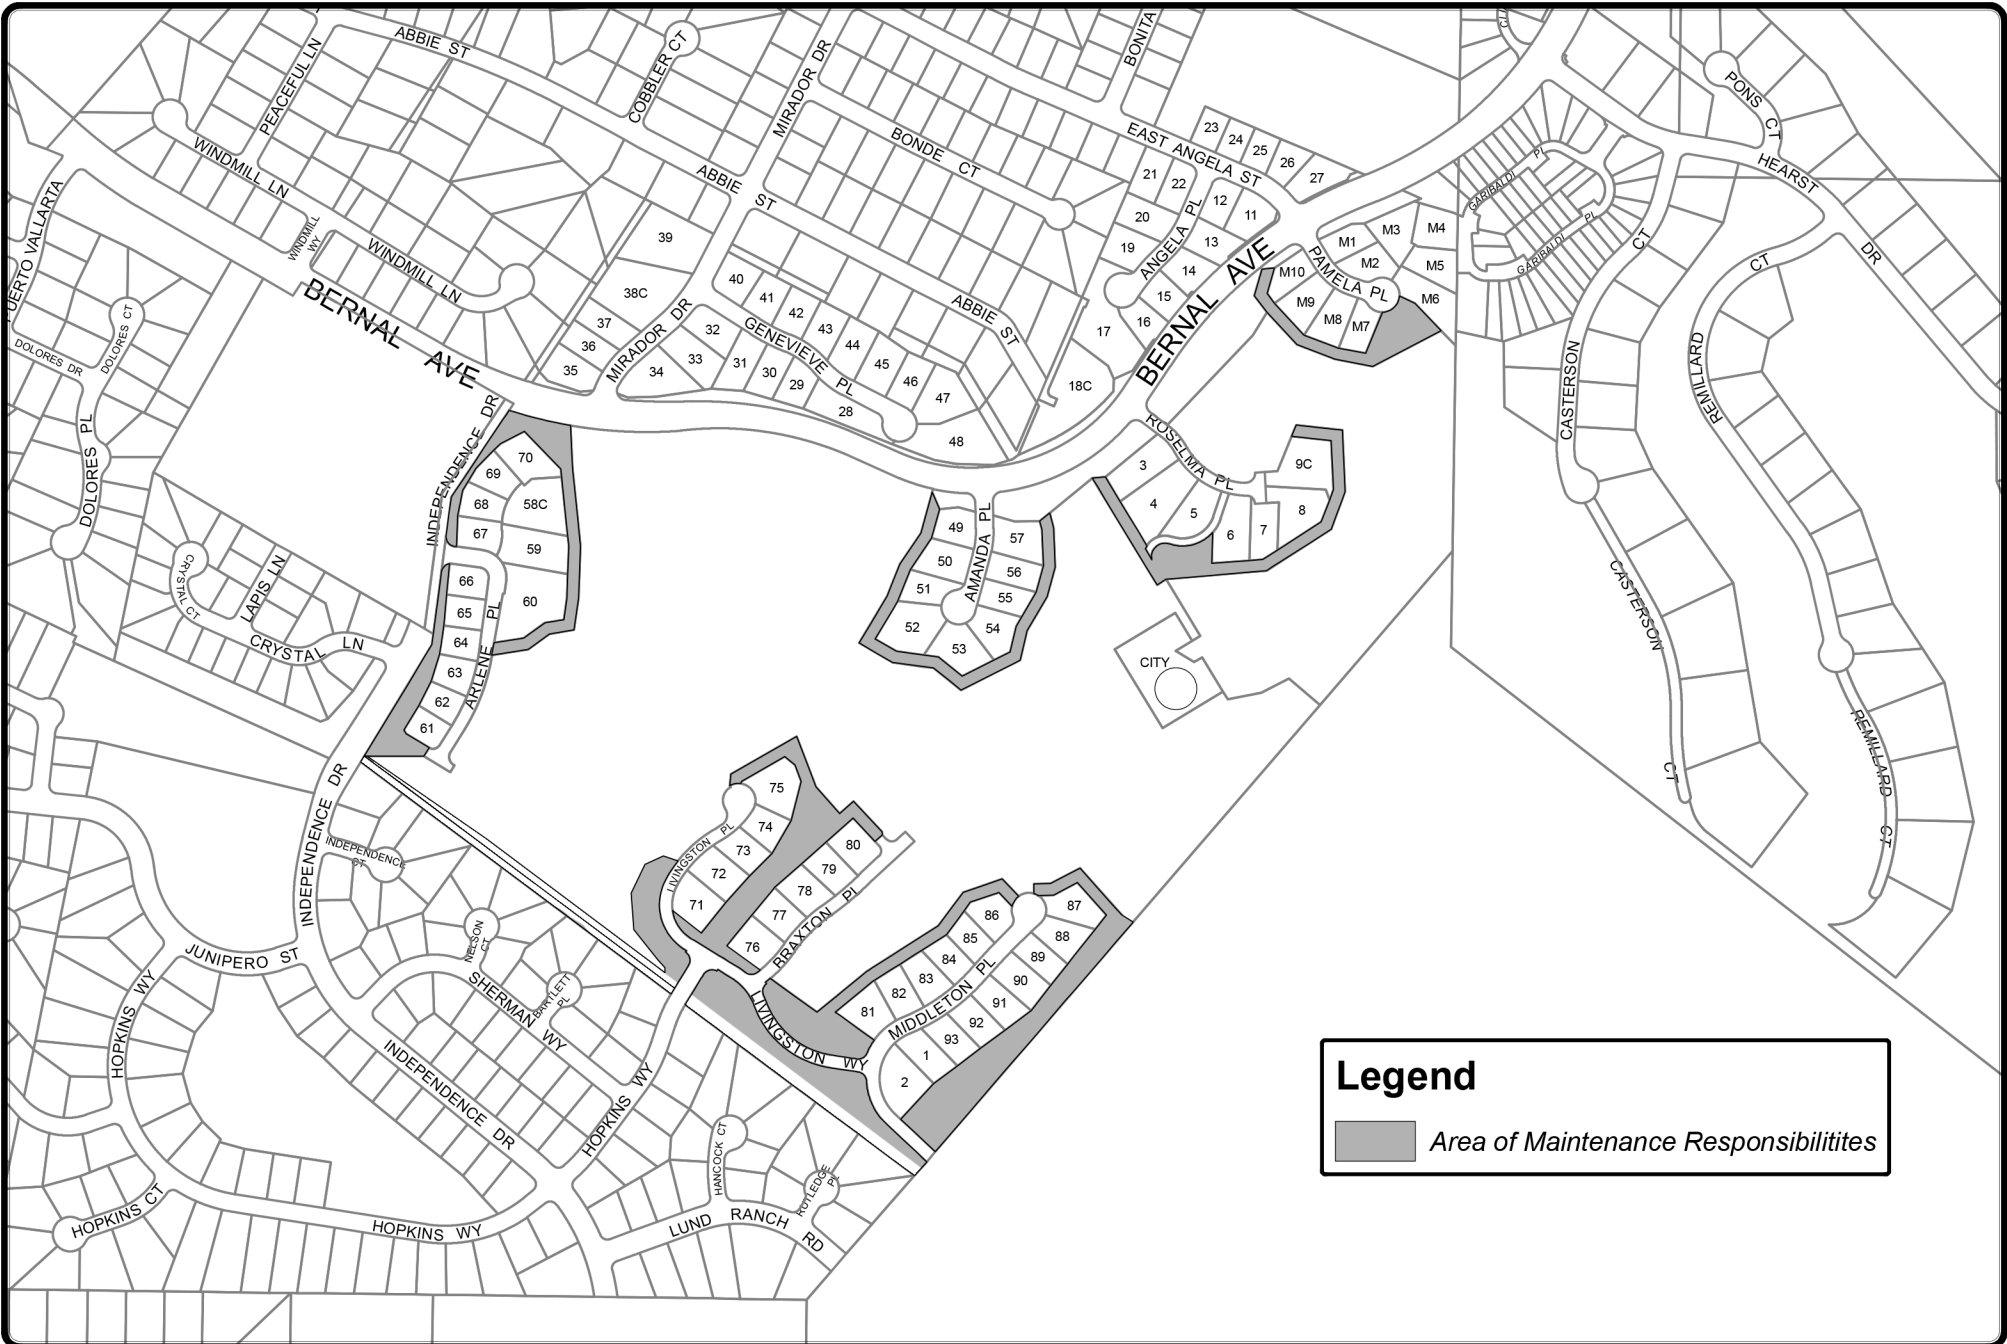 ABBIE ST
COBBLER CT
PEACEFUL LN
MIRADOR DR
BONITA
PONS CT
HEARST DR
WINDMILL LN
WINDMILL WY
WINDMILL LN
PUERTO VALLARTA
BONDE CT
EAST ANGELA ST
23
24
25
26
27
ABBIE ST
21
22
20
19
12
11
13
14
15
16
17
18C
ANGELA PL
BERNAL AVE
GARIBALDI PL
GARIBALDI PL
M1
M2
M3
M4
M5
M6
M7
M8
M9
M10
PAMELA PL
CASTERSON CT
REMILLARD CT
BERNAL AVE
DOLORES CT
DOLORES DR
DOLORES PL
39
38C
37
36
35
MIRADOR DR
40
41
42
43
44
45
46
47
48
GENEVIEVE PL
32
33
34
31
30
29
28
ABBIE ST
ROSELMA PL
3
4
5
6
7
8
9C
INDEPENDENCE DR
70
69
68
67
58C
59
60
66
65
64
63
62
61
ARLENE PL
AMANDA PL
49
50
51
52
53
54
55
56
57
CITY
CASTERSON CT
REMILLARD CT
CRYSTAL CT
LAPIS LN
CRYSTAL LN
INDEPENDENCE DR
INDEPENDENCE CT
LIVINGSTON PL
75
74
73
72
71
80
79
78
77
76
BRAXTON PL
LIVINGSTON WY
86
85
84
83
82
81
MIDDLETON PL
87
88
89
90
91
92
93
1
2
JUNIPERO ST
NELSON CT
BARTLETT PL
SHERMAN WY
INDEPENDENCE DR
HOPKINS WY
HOPKINS WY
HOPKINS CT
HOPKINS WY
HANCOCK CT
RUTLEDGE PL
LUND RANCH RD
Legend
Area of Maintenance Responsibilitites